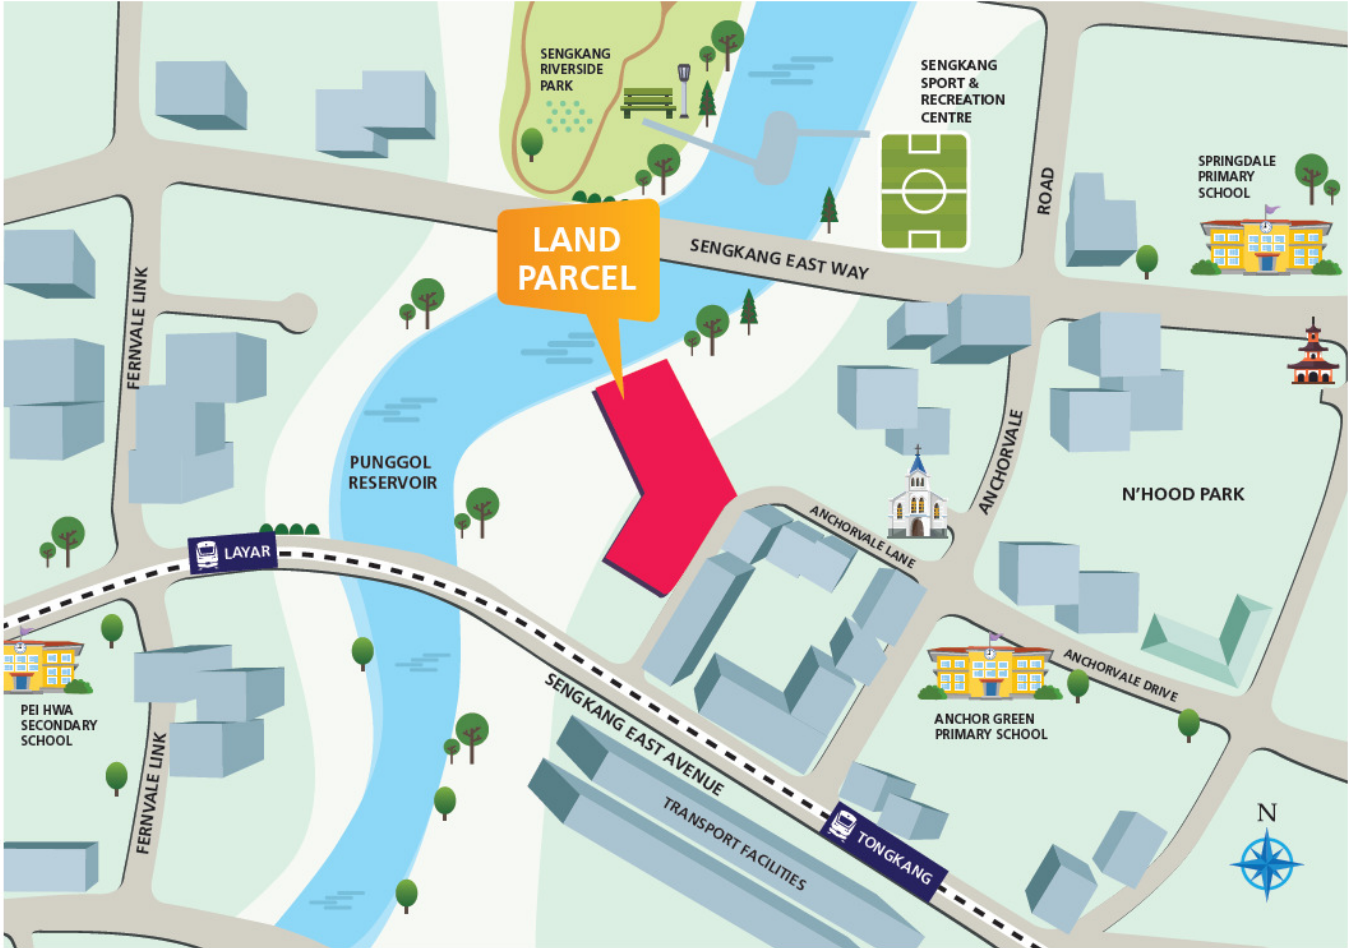 SENGKANG
RIVERSIDE
PARK
SENGKANG
SPORT &
RECREATION
CENTRE
SPRINGDALE
PRIMARY
SCHOOL
ROAD
LAND
PARCEL
SENGKANG EAST WAY
FERNVALE LINK
PUNGGOL
RESERVOIR
ANCHORVALE
N'HOOD PARK
ANCHORVALE LANE
LAYAR
PEI HWA
SECONDARY
SCHOOL
FERNVALE LINK
SENGKANG EAST AVENUE
ANCHORVALE DRIVE
ANCHOR GREEN
PRIMARY SCHOOL
TRANSPORT FACILITIES
TONGKANG
N